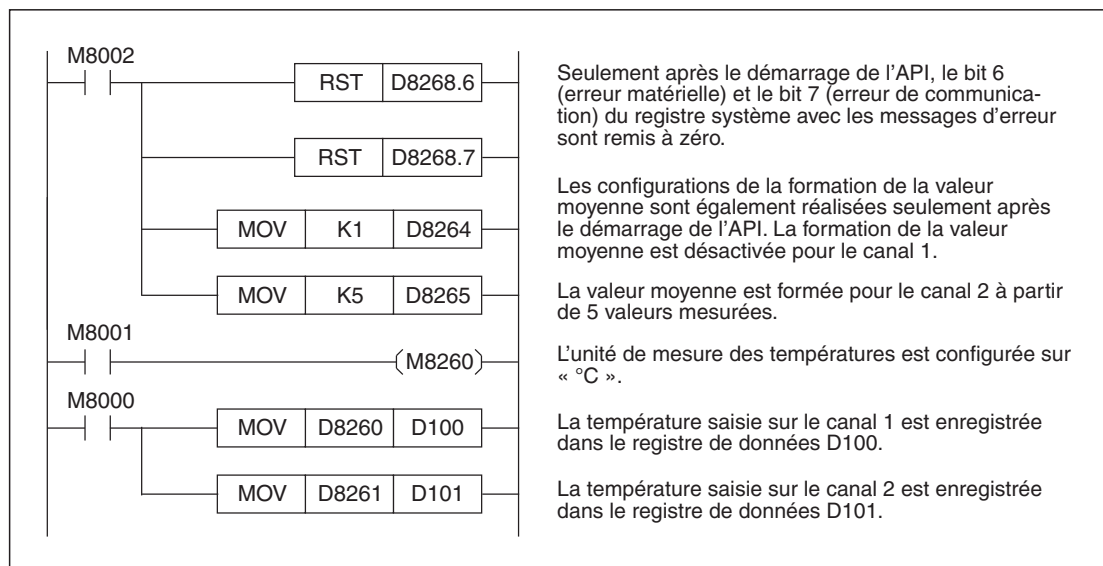 M8002
RST D8268.6
Seulement après le démarrage de l'API, le bit 6
(erreur matérielle) et le bit 7 (erreur de communica-
tion) du registre système avec les messages d'erreur
sont remis à zéro.
RST D8268.7
Les configurations de la formation de la valeur
moyenne sont également réalisées seulement après
le démarrage de l'API. La formation de la valeur
moyenne est désactivée pour le canal 1.
MOV K1 D8264
MOV K5 D8265
La valeur moyenne est formée pour le canal 2 à partir
de 5 valeurs mesurées.
M8001
M8260
L'unité de mesure des températures est configurée sur
« °C ».
M8000
MOV D8260 D100
La température saisie sur le canal 1 est enregistrée
dans le registre de données D100.
MOV D8261 D101
La température saisie sur le canal 2 est enregistrée
dans le registre de données D101.